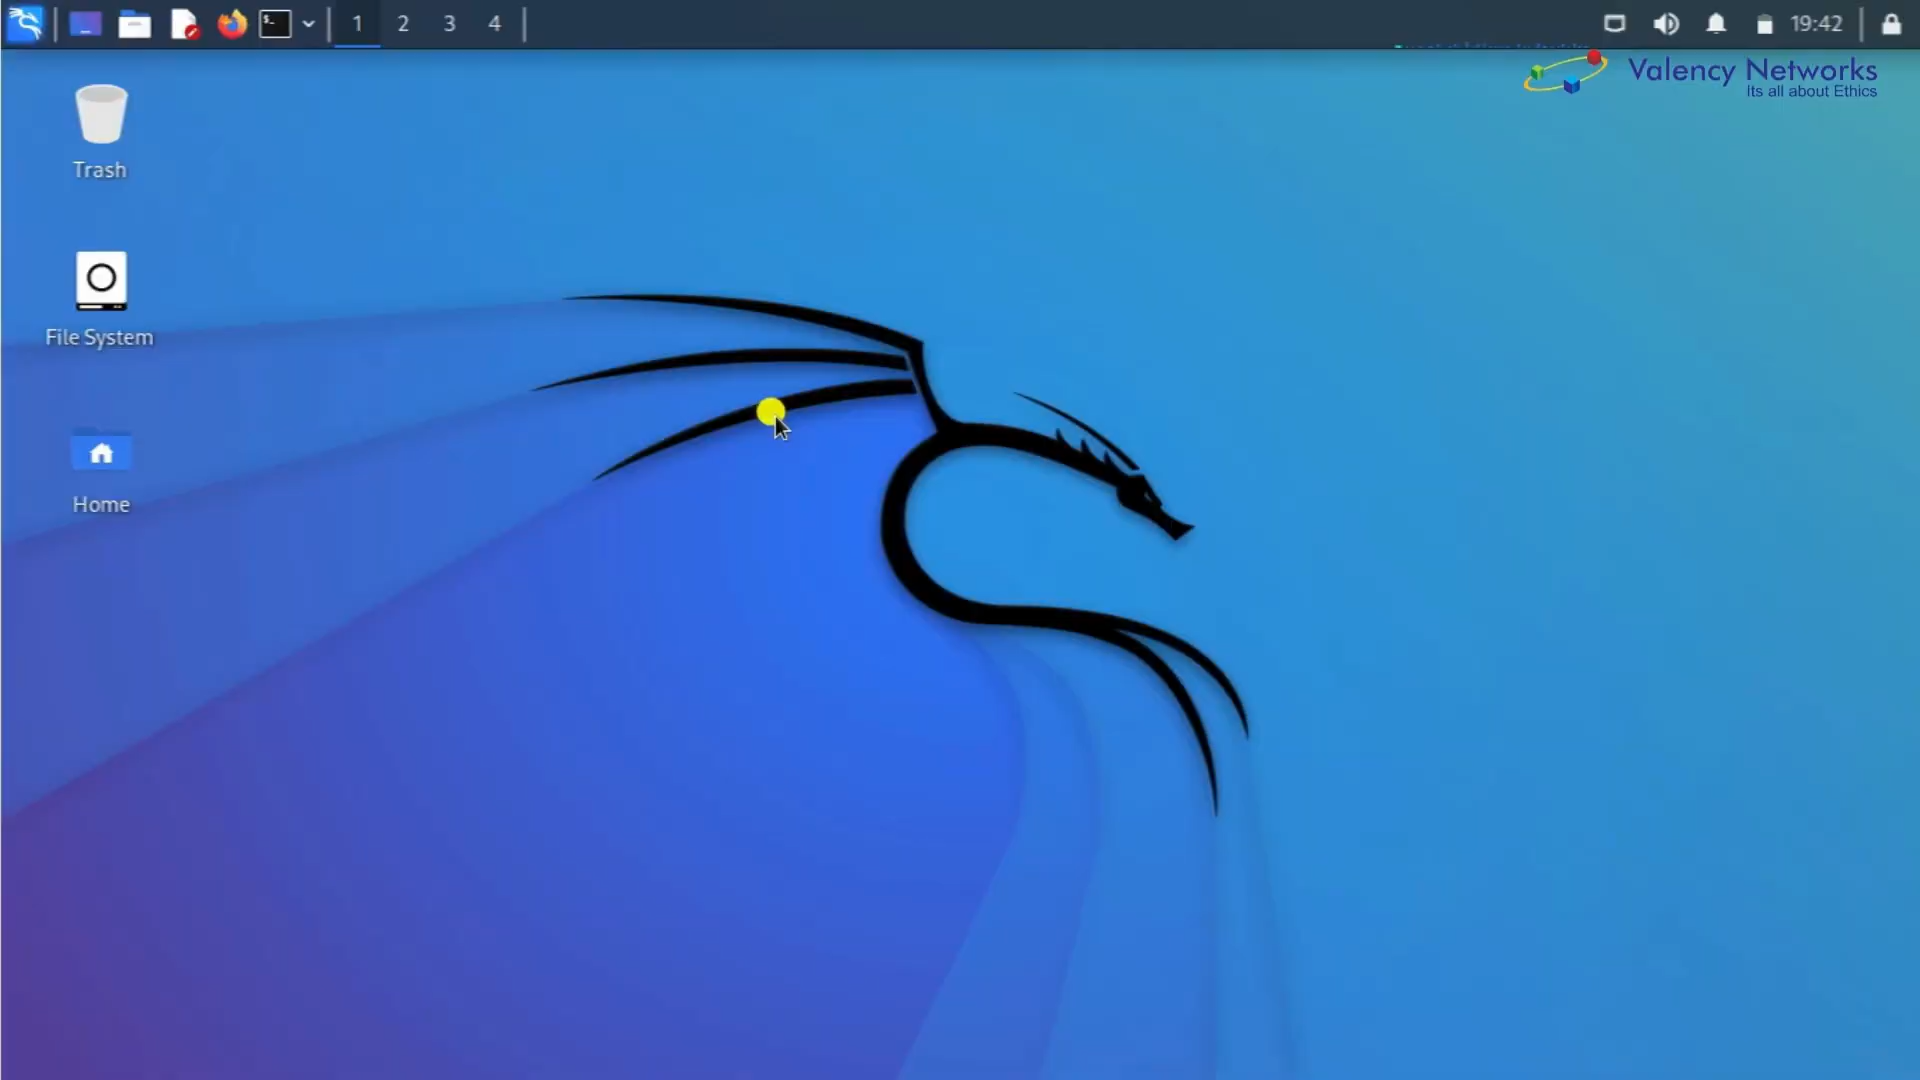 1 2 3 4 19:42
Valency Networks
Its all about Ethics
Trash
File System
Home